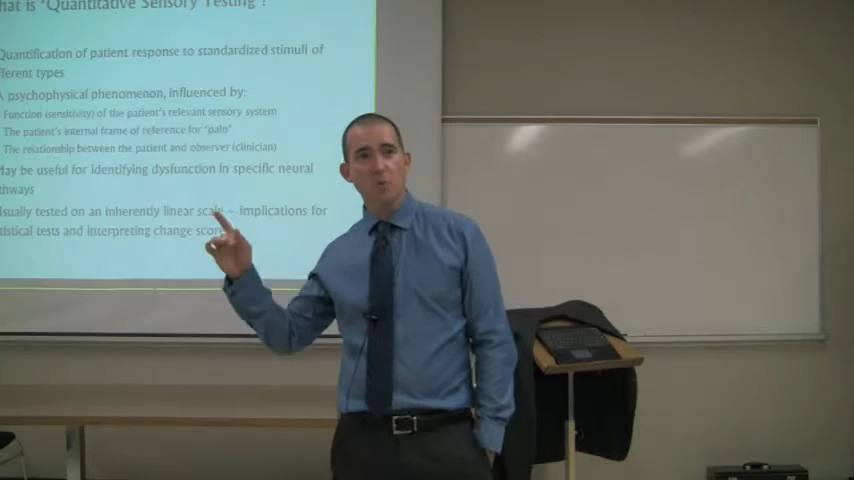 hat is 'Quantitative Sensory Testing'?
Quantification of patient response to standardized stimuli of
fferent types
A psychophysical phenomenon, influenced by:
Function (sensitivity) of the patient's relevant sensory system
The patient's internal frame of reference for 'pain'
The relationship between the patient and observer (clinician)
May be useful for identifying dysfunction in specific neural
thways
sually tested on an inherently linear scale – implications for
tistical tests and interpreting change score